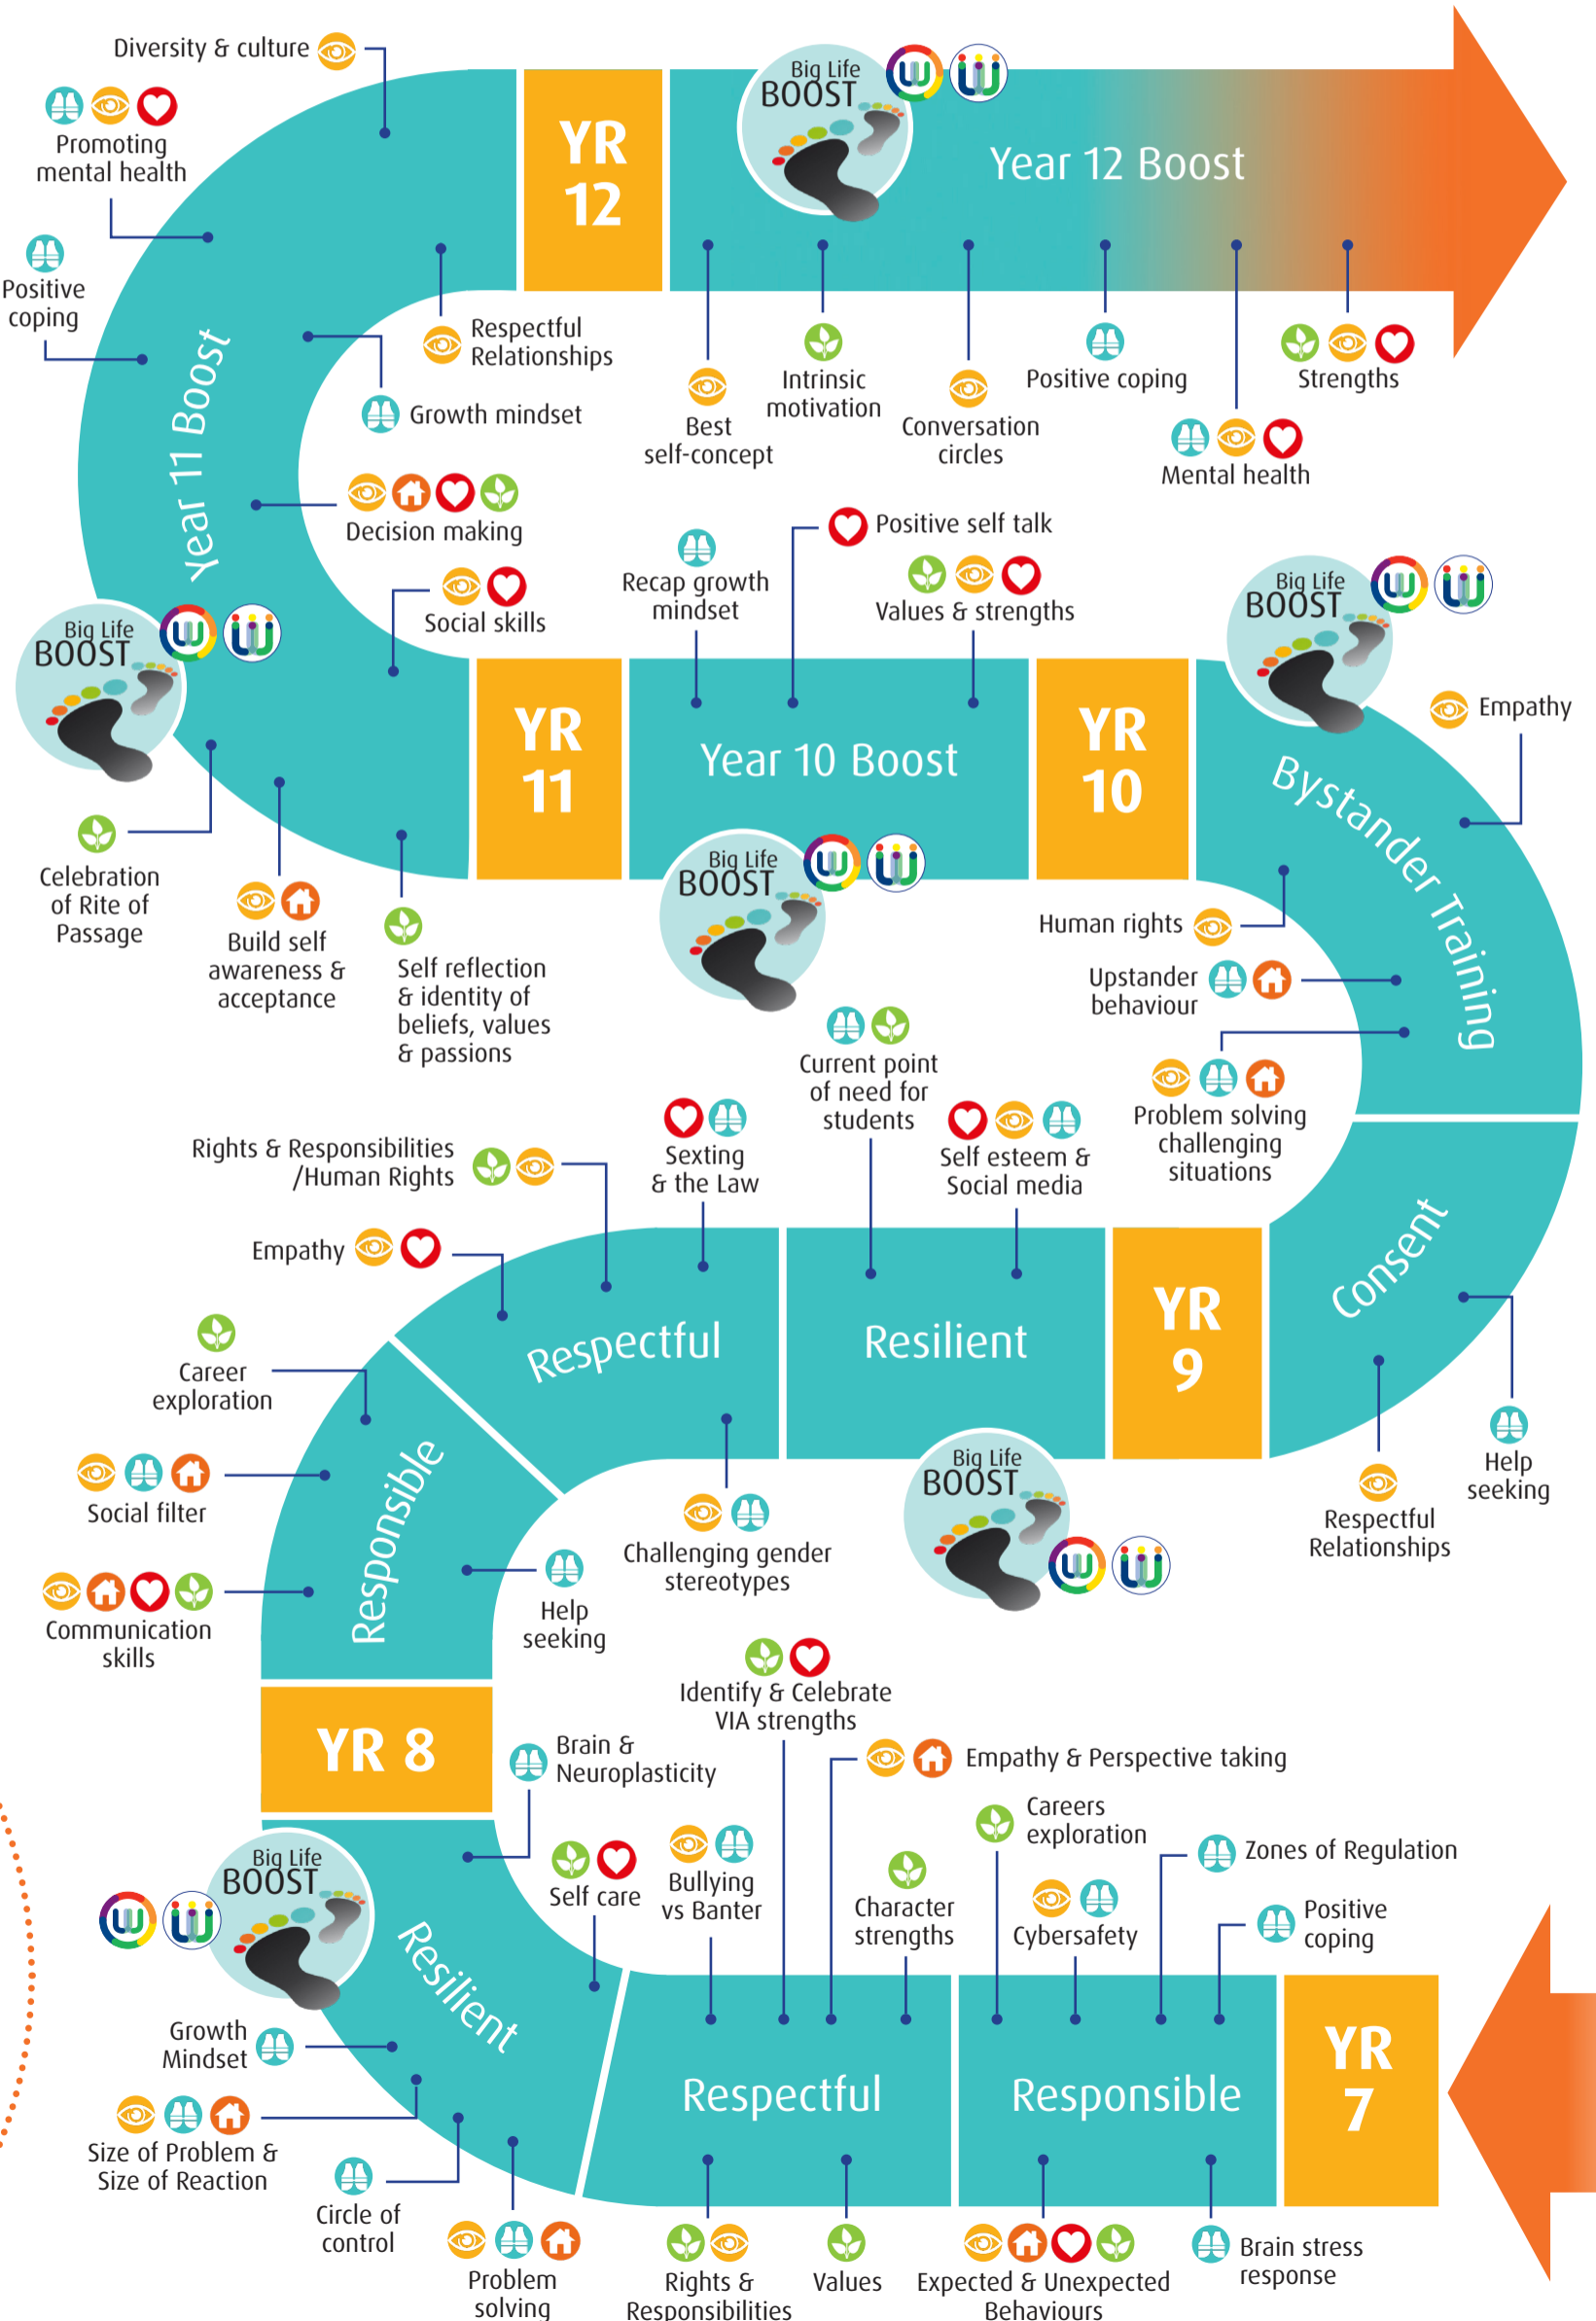 Diversity & culture
Promoting
mental health
Positive
coping
Year 11 Boost
YR
12
Big Life
BOOST
Year 12 Boost
Respectful
Relationships
Growth mindset
Decision making
Social skills
Best
self-concept
Intrinsic
motivation
Conversation
circles
Positive coping
Mental health
Strengths
Big Life
BOOST
Celebration
of Rite of
Passage
Build self
awareness &
acceptance
Self reflection
& identity of
beliefs, values
& passions
YR
11
Recap growth
mindset
Positive self talk
Values & strengths
Year 10 Boost
Big Life
BOOST
YR
10
Big Life
BOOST
Empathy
Bystander Training
Human rights
Upstander
behaviour
Problem solving
challenging
situations
Consent
Help
seeking
Respectful
Relationships
YR
9
Current point
of need for
students
Self esteem &
Social media
Resilient
Big Life
BOOST
Sexting
& the Law
Rights & Responsibilities
/Human Rights
Empathy
Respectful
Challenging gender
stereotypes
Career
exploration
Social filter
Communication
skills
Responsible
Help
seeking
YR 8
Brain &
Neuroplasticity
Big Life
BOOST
Self care
Resilient
Growth
Mindset
Size of Problem &
Size of Reaction
Circle of
control
Problem
solving
Identify & Celebrate
VIA strengths
Empathy & Perspective taking
Bullying
vs Banter
Character
strengths
Respectful
Rights &
Responsibilities
Values
Careers
exploration
Cybersafety
Zones of Regulation
Positive
coping
Responsible
Expected & Unexpected
Behaviours
Brain stress
response
YR
7